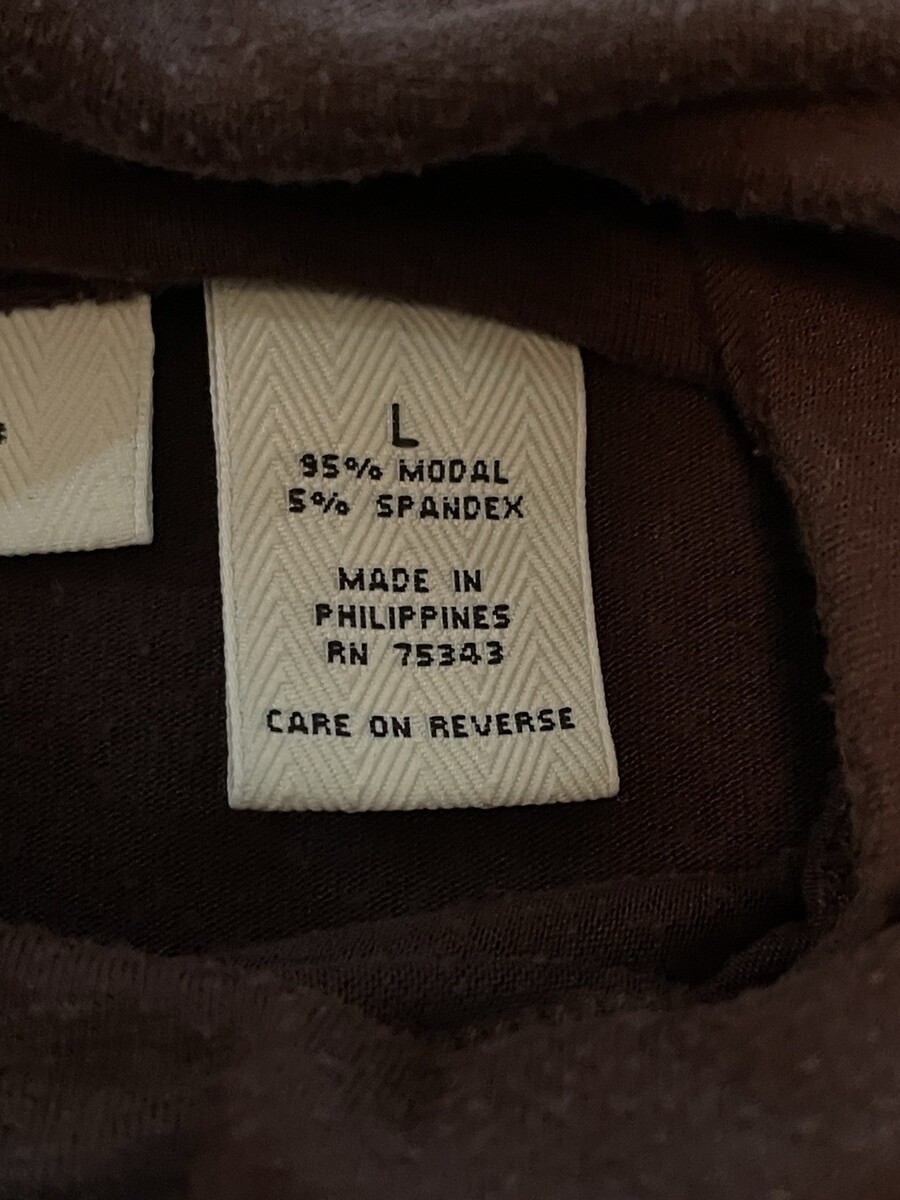 L
95% MODAL
5% SPANDEX
MADE IN
PHILIPPINES
RN 75343
CARE ON REVERSE